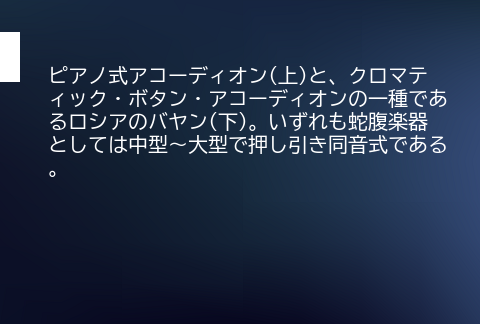 ピアノ式アコーディオン(上)と、クロマテ
ィック・ボタン・アコーディオンの一種であ
るロシアのバヤン(下)。いずれも蛇腹楽器
としては中型〜大型で押し引き同音式である
。